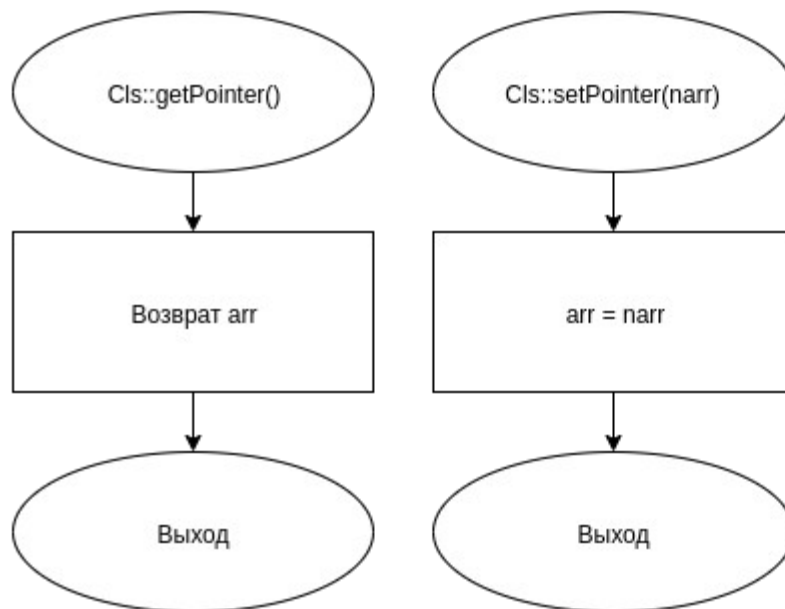 Cls::getPointer()
Возврат arr
Выход
Cls::setPointer(narr)
arr = narr
Выход